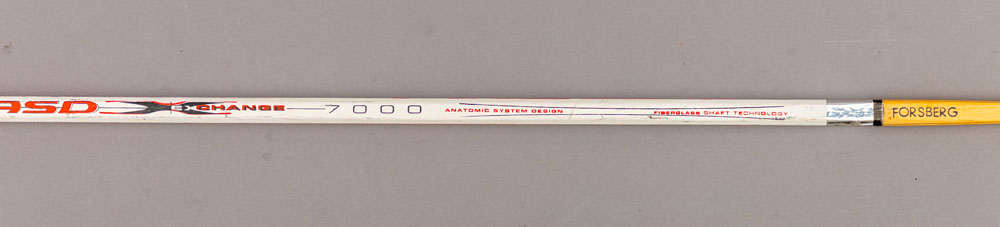 ASD XCHANGE 7000 ANATOMIC SYSTEM DESIGN FIBERGLASS SHAFT TECHNOLOGY FORSBERG